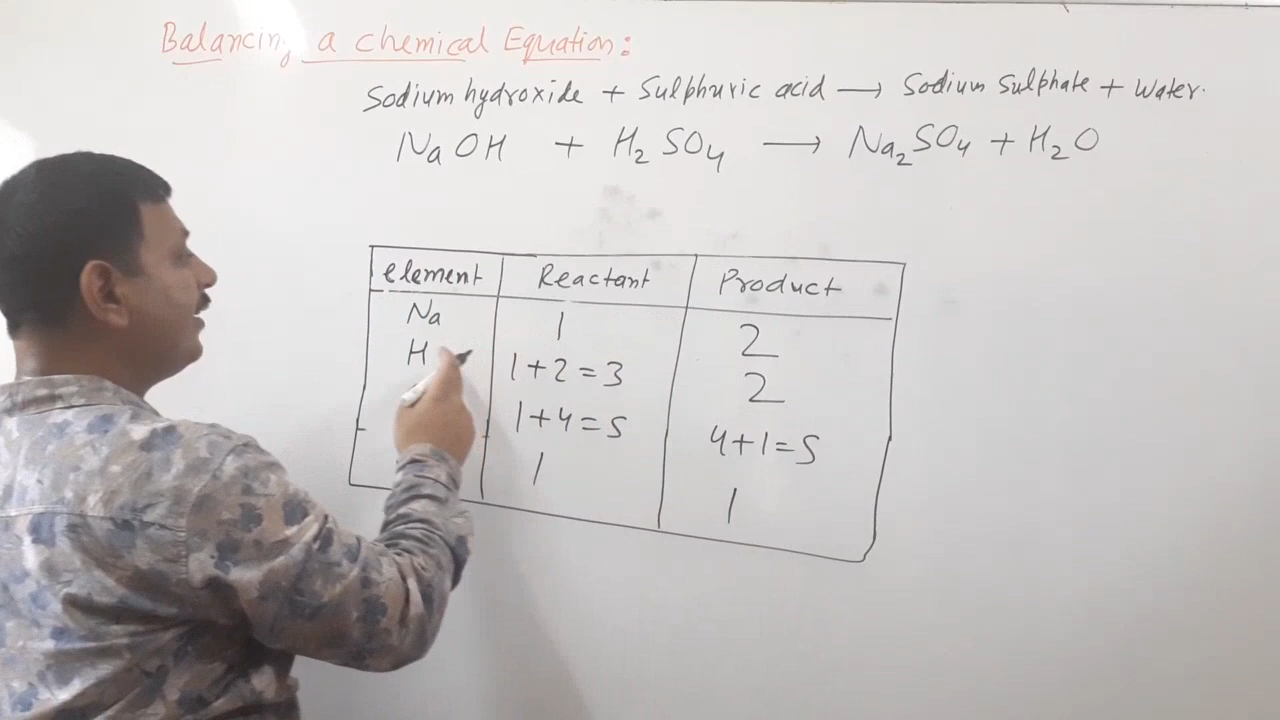 Balancing a chemical Equation:
Sodium hydroxide + Sulphuric acid → Sodium Sulphate + Water.
NaOH + H₂SO₄ → Na₂SO₄ + H₂O
element Reactant Product
Na 1 2
H 1+2=3 2
1+4=5 4+1=5
1 1